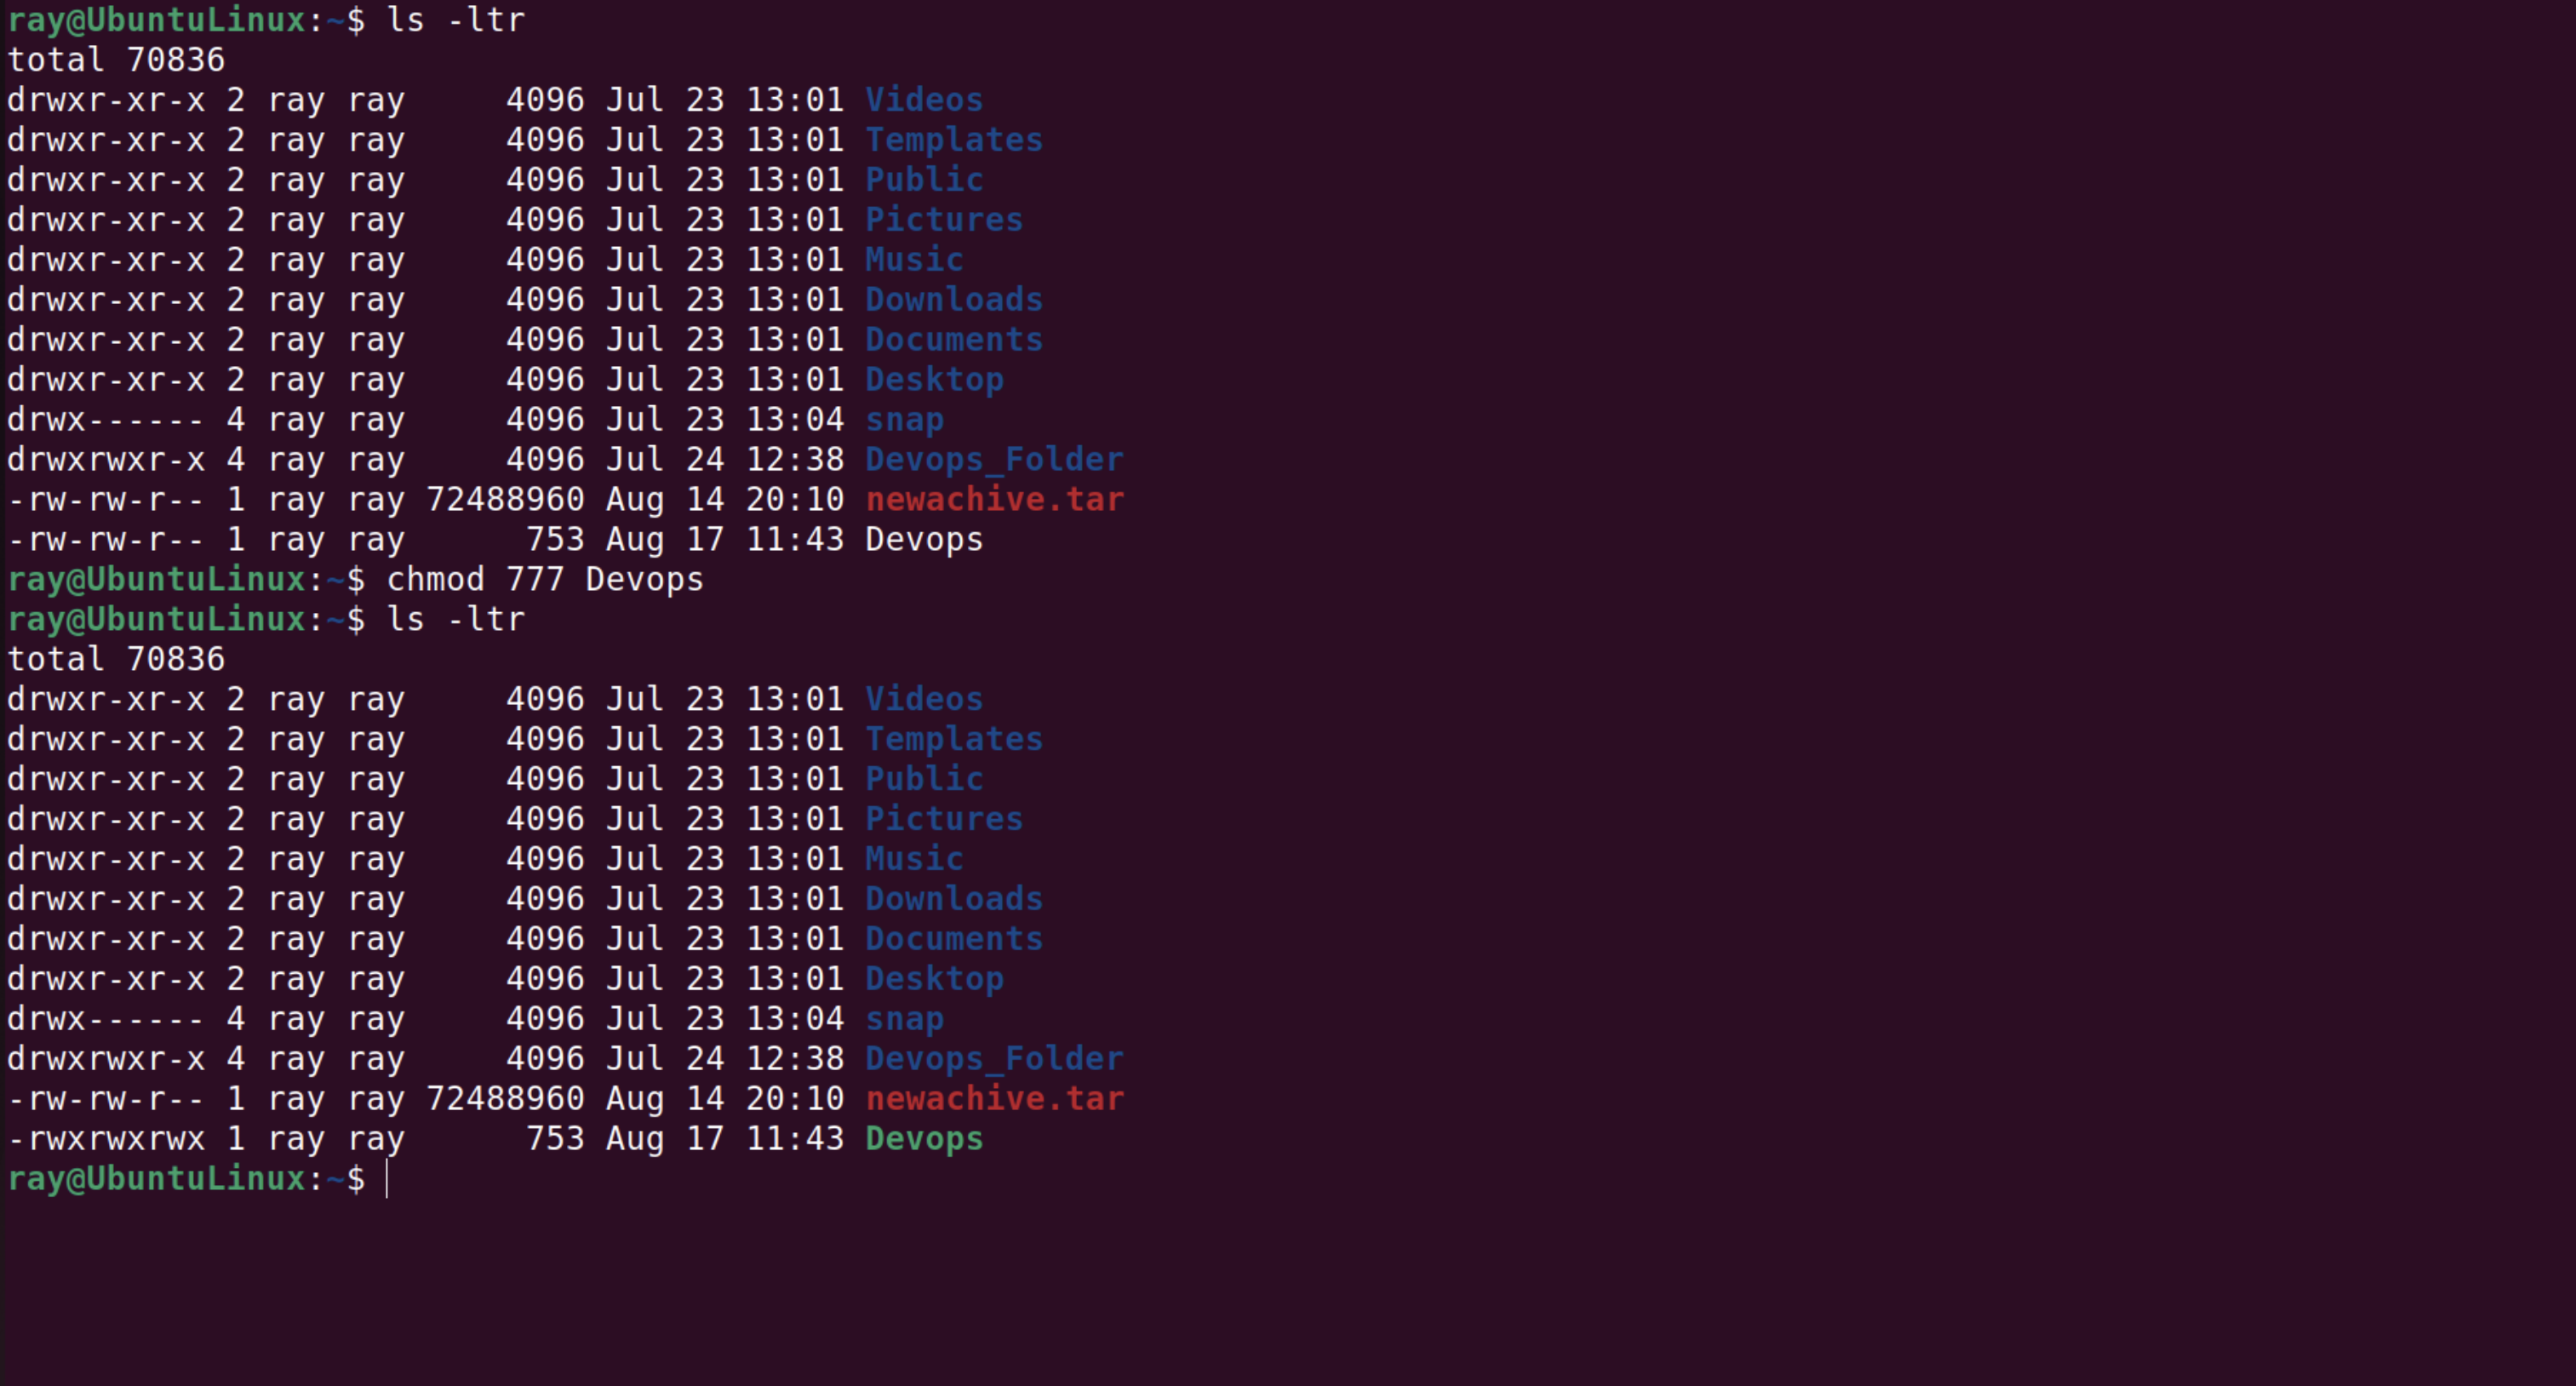 ray@UbuntuLinux:~$ ls -ltr
total 70836
drwxr-xr-x 2 ray ray     4096 Jul 23 13:01 Videos
drwxr-xr-x 2 ray ray     4096 Jul 23 13:01 Templates
drwxr-xr-x 2 ray ray     4096 Jul 23 13:01 Public
drwxr-xr-x 2 ray ray     4096 Jul 23 13:01 Pictures
drwxr-xr-x 2 ray ray     4096 Jul 23 13:01 Music
drwxr-xr-x 2 ray ray     4096 Jul 23 13:01 Downloads
drwxr-xr-x 2 ray ray     4096 Jul 23 13:01 Documents
drwxr-xr-x 2 ray ray     4096 Jul 23 13:01 Desktop
drwx------ 4 ray ray     4096 Jul 23 13:04 snap
drwxrwxr-x 4 ray ray     4096 Jul 24 12:38 Devops_Folder
-rw-rw-r-- 1 ray ray 72488960 Aug 14 20:10 newachive.tar
-rw-rw-r-- 1 ray ray      753 Aug 17 11:43 Devops
ray@UbuntuLinux:~$ chmod 777 Devops
ray@UbuntuLinux:~$ ls -ltr
total 70836
drwxr-xr-x 2 ray ray     4096 Jul 23 13:01 Videos
drwxr-xr-x 2 ray ray     4096 Jul 23 13:01 Templates
drwxr-xr-x 2 ray ray     4096 Jul 23 13:01 Public
drwxr-xr-x 2 ray ray     4096 Jul 23 13:01 Pictures
drwxr-xr-x 2 ray ray     4096 Jul 23 13:01 Music
drwxr-xr-x 2 ray ray     4096 Jul 23 13:01 Downloads
drwxr-xr-x 2 ray ray     4096 Jul 23 13:01 Documents
drwxr-xr-x 2 ray ray     4096 Jul 23 13:01 Desktop
drwx------ 4 ray ray     4096 Jul 23 13:04 snap
drwxrwxr-x 4 ray ray     4096 Jul 24 12:38 Devops_Folder
-rw-rw-r-- 1 ray ray 72488960 Aug 14 20:10 newachive.tar
-rwxrwxrwx 1 ray ray      753 Aug 17 11:43 Devops
ray@UbuntuLinux:~$